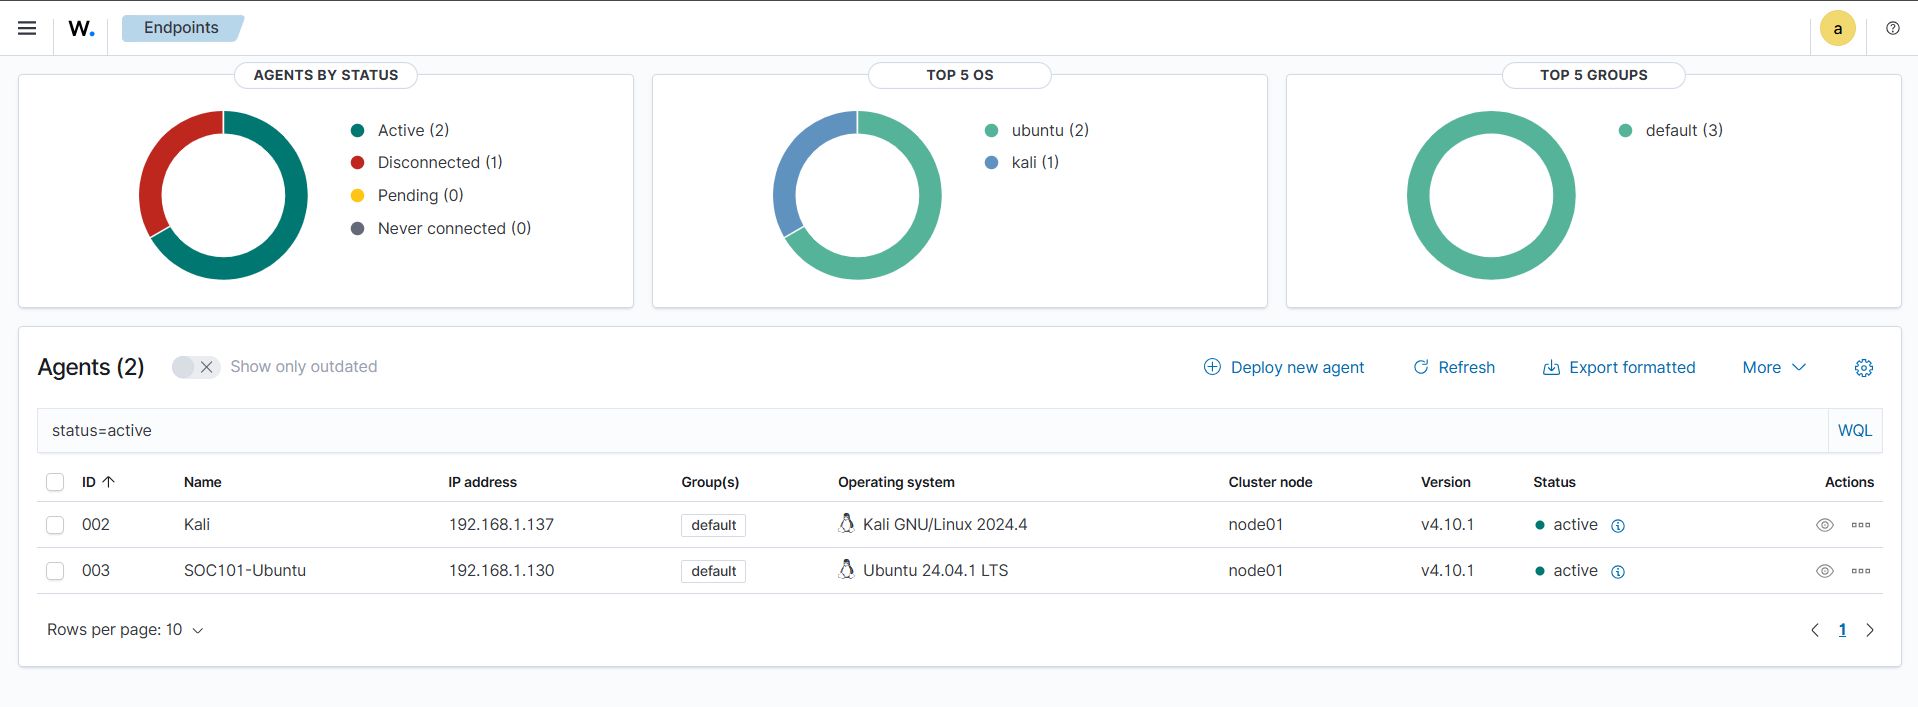 W. Endpoints a
AGENTS BY STATUS
Active (2)
Disconnected (1)
Pending (0)
Never connected (0)
TOP 5 OS
ubuntu (2)
kali (1)
TOP 5 GROUPS
default (3)
Agents (2) Show only outdated Deploy new agent Refresh Export formatted More
status=active WQL
ID Name IP address Group(s) Operating system Cluster node Version Status Actions
002 Kali 192.168.1.137 default Kali GNU/Linux 2024.4 node01 v4.10.1 active
003 SOC101-Ubuntu 192.168.1.130 default Ubuntu 24.04.1 LTS node01 v4.10.1 active
Rows per page: 10 1